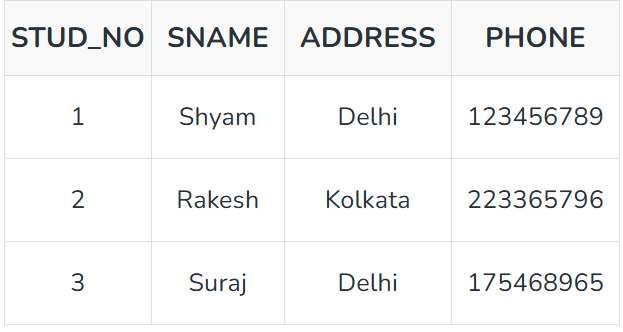 STUD_NO SNAME ADDRESS PHONE
1 Shyam Delhi 123456789
2 Rakesh Kolkata 223365796
3 Suraj Delhi 175468965